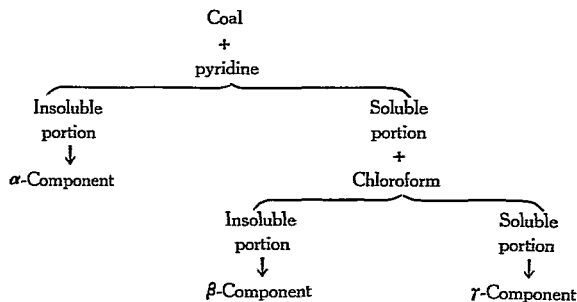 Coal
+
pyridine
Insoluble
portion
↓
α-Component
Soluble
portion
+
Chloroform
Insoluble
portion
↓
β-Component
Soluble
portion
↓
γ-Component